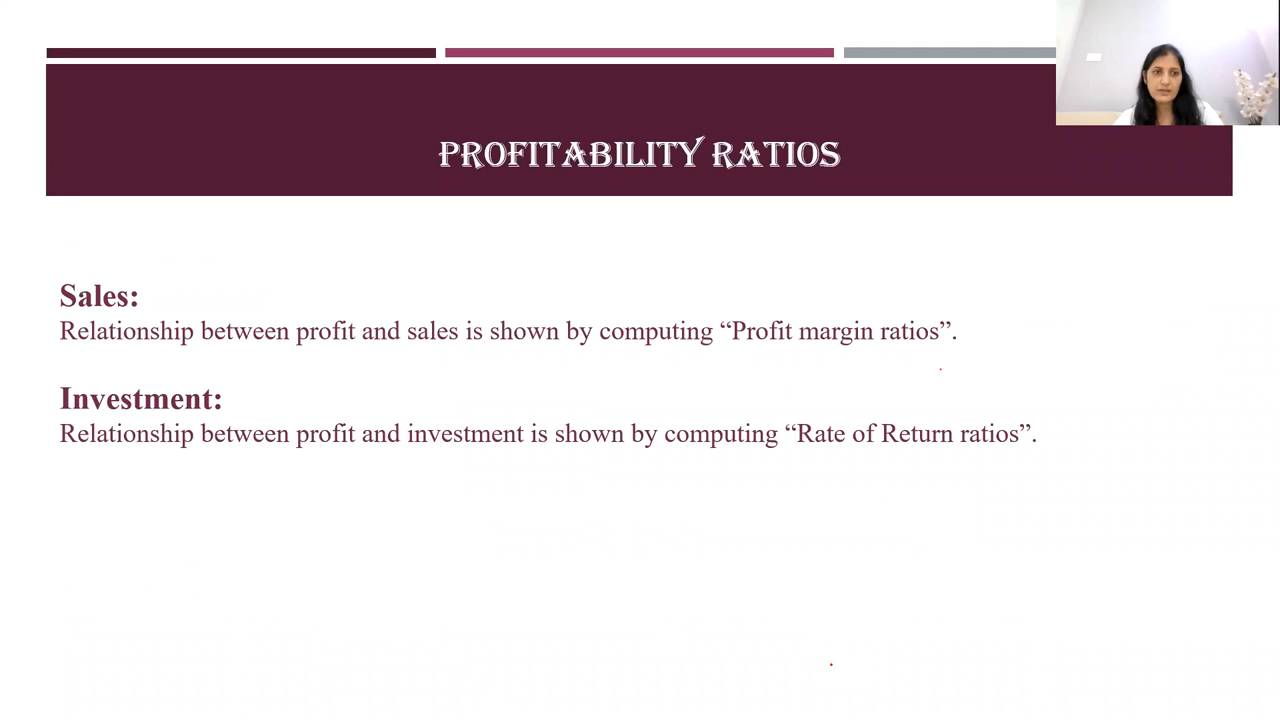 PROFITABILITY RATIOS
Sales:
Relationship between profit and sales is shown by computing “Profit margin ratios”.
Investment:
Relationship between profit and investment is shown by computing “Rate of Return ratios”.